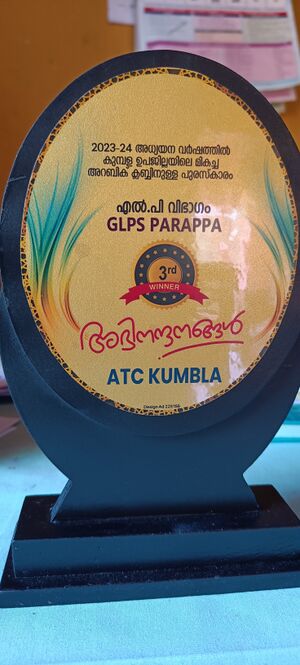 2023-24 അധ്യയന വർഷത്തിൽ
കുമ്പള ഉപജില്ലയിലെ മികച്ച
അറബിക് ക്ലബ്ബിനുള്ള പുരസ്കാരം
എൽ.പി വിഭാഗം
GLPS PARAPPA
3rd
WINNER
അഭിനന്ദനങ്ങൾ
ATC KUMBLA